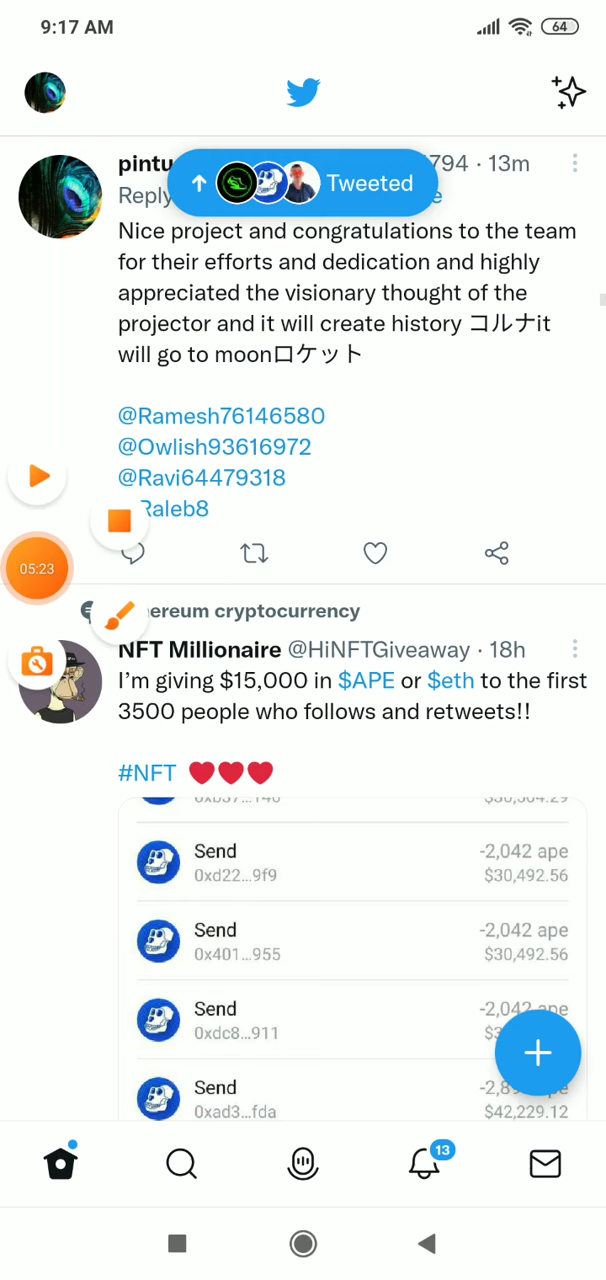 9:17 AM
64
pintu
794 · 13m
Tweeted
Reply
e
Nice project and congratulations to the team
for their efforts and dedication and highly
appreciated the visionary thought of the
projector and it will create history コルナit
will go to moonロケット
@Ramesh76146580
@Owlish93616972
@Ravi64479318
Raleb8
05:23
ereum cryptocurrency
NFT Millionaire @HiNFTGiveaway · 18h
I'm giving $15,000 in $APE or $eth to the first
3500 people who follows and retweets!!
#NFT ❤️❤️❤️
Send
-2,042 ape
0xd22...9f9
$30,492.56
Send
-2,042 ape
0x401...955
$30,492.56
Send
-2,042 ape
0xdc8...911
Send
0xad3...fda
$42,229.12
13